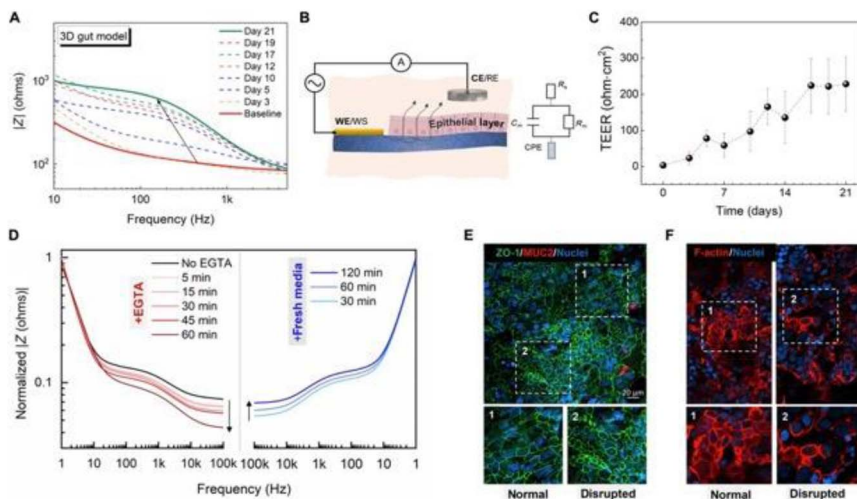 A
3D gut model
Day 21
Day 19
Day 17
Day 12
Day 10
Day 5
Day 3
Baseline
|Z| (ohms)
10³
10²
10 100 1k
Frequency (Hz)
B
A
CE/RE
WE/WS
Epithelial layer
Rs
Cm
Rm
CPE
C
TEER (ohm·cm²)
400
300
200
100
0
0 7 14 21
Time (days)
D
Normalized |Z (ohms)|
1
0.1
+EGTA
No EGTA
5 min
15 min
30 min
45 min
60 min
+Fresh media
120 min
60 min
30 min
1 10 100 1k 10k 100k
100k 10k 1k 100 10 1
Frequency (Hz)
E
ZO-1/MUC2/Nuclei
1
2
20 µm
1
2
Normal Disrupted
F
F-actin/Nuclei
1
2
1
2
Normal Disrupted